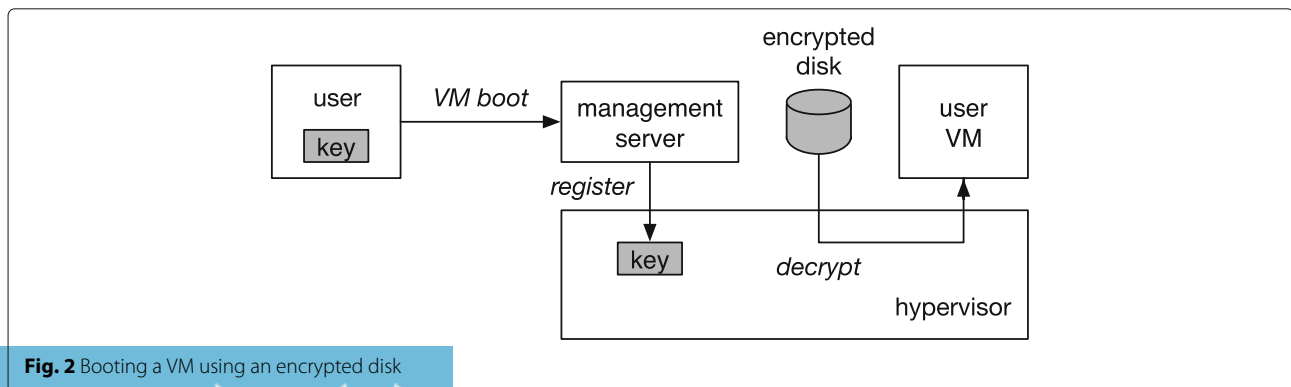 user
key
VM boot
management
server
encrypted
disk
user
VM
register
key
decrypt
hypervisor
Fig. 2 Booting a VM using an encrypted disk